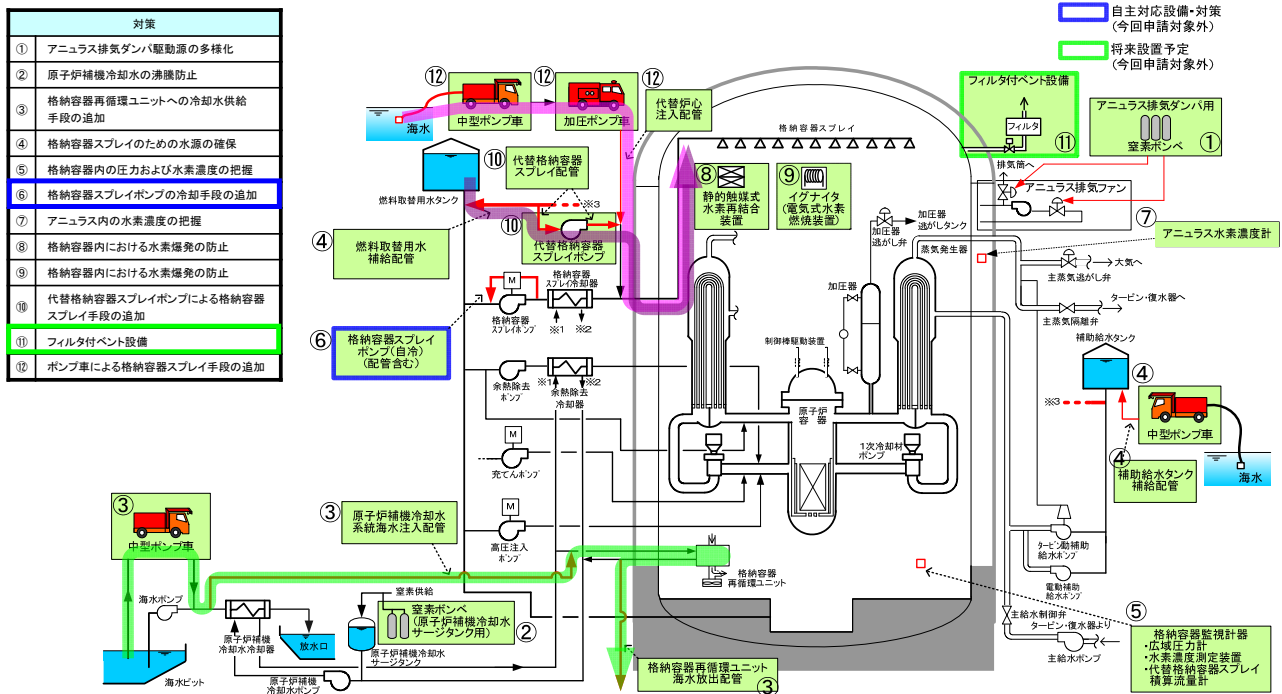 対策
① アニュラス排気ダンパ駆動源の多様化
② 原子炉補機冷却水の沸騰防止
③ 格納容器再循環ユニットへの冷却水供給
手段の追加
④ 格納容器スプレイのための水源の確保
⑤ 格納容器内の圧力および水素濃度の把握
⑥ 格納容器スプレイポンプの冷却手段の追加
⑦ アニュラス内の水素濃度の把握
⑧ 格納容器内における水素爆発の防止
⑨ 格納容器内における水素爆発の防止
⑩ 代替格納容器スプレイポンプによる格納容器
スプレイ手段の追加
⑪ フィルタ付ベント設備
⑫ ポンプ車による格納容器スプレイ手段の追加
自主対応設備・対策
(今回申請対象外)
将来設置予定
(今回申請対象外)
⑫
中型ポンプ車
海水
⑫
加圧ポンプ車
⑫
代替炉心
注入配管
燃料取替用水タンク
⑩
代替格納容器
スプレイ配管
※3
⑩
代替格納容器
スプレイポンプ
④
燃料取替用水
補給配管
格納容器スプレイ
⑧
静的触媒式
水素再結合
装置
⑨
イグナイタ
(電気式水素
燃焼装置)
フィルタ付ベント設備
フィルタ
⑪
アニュラス排気ダンパ用
窒素ボンベ
①
排気筒へ
アニュラス排気ファン
⑦
アニュラス水素濃度計
加圧器
逃がし弁
加圧器
逃がしタンク
蒸気発生器
加圧器
大気へ
主蒸気逃がし弁
タービン・復水器へ
主蒸気隔離弁
M
格納容器
スプレイポンプ
格納容器
スプレイ冷却器
※1
※2
⑥
格納容器スプレイ
ポンプ(自冷)
(配管含む)
余熱除去
ポンプ
※1
※2
余熱除去
冷却器
制御棒駆動装置
原子炉
容器
1次冷却材
ポンプ
M
充てんポンプ
M
高圧注入
ポンプ
補助給水タンク
※3
④
中型ポンプ車
海水
④
補助給水タンク
補給配管
タービン動補助
給水ポンプ
電動補助
給水ポンプ
主給水制御弁
タービン・復水器より
主給水ポンプ
③
中型ポンプ車
③
原子炉補機冷却水
系統海水注入配管
海水ポンプ
海水ピット
原子炉補機
冷却水冷却器
放水口
原子炉補機
冷却水ポンプ
窒素供給
原子炉補機冷却水
サージタンク
窒素ボンベ
(原子炉補機冷却水
サージタンク用)
②
格納容器
再循環ユニット
格納容器再循環ユニット
海水放出配管
③
⑤
格納容器監視計器
・広域圧力計
・水素濃度測定装置
・代替格納容器スプレイ
積算流量計